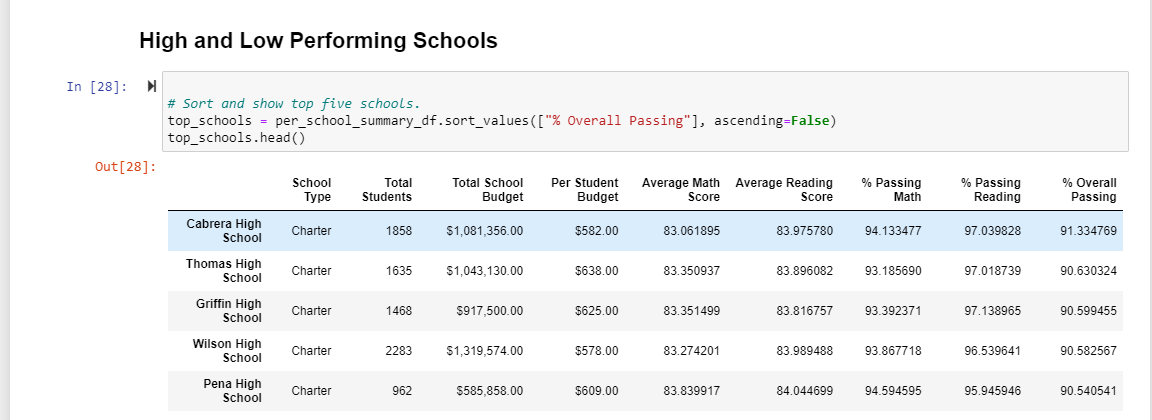 High and Low Performing Schools
In [28]:
# Sort and show top five schools.
top_schools = per_school_summary_df.sort_values(["% Overall Passing"], ascending=False)
top_schools.head()
Out[28]:
School Total Total School Per Student Average Math Average Reading % Passing % Passing % Overall
Type Students Budget Budget Score Score Math Reading Passing
Cabrera High
School Charter 1858 $1,081,356.00 $582.00 83.061895 83.975780 94.133477 97.039828 91.334769
Thomas High
School Charter 1635 $1,043,130.00 $638.00 83.350937 83.896082 93.185690 97.018739 90.630324
Griffin High
School Charter 1468 $917,500.00 $625.00 83.351499 83.816757 93.392371 97.138965 90.599455
Wilson High
School Charter 2283 $1,319,574.00 $578.00 83.274201 83.989488 93.867718 96.539641 90.582567
Pena High
School Charter 962 $585,858.00 $609.00 83.839917 84.044699 94.594595 95.945946 90.540541